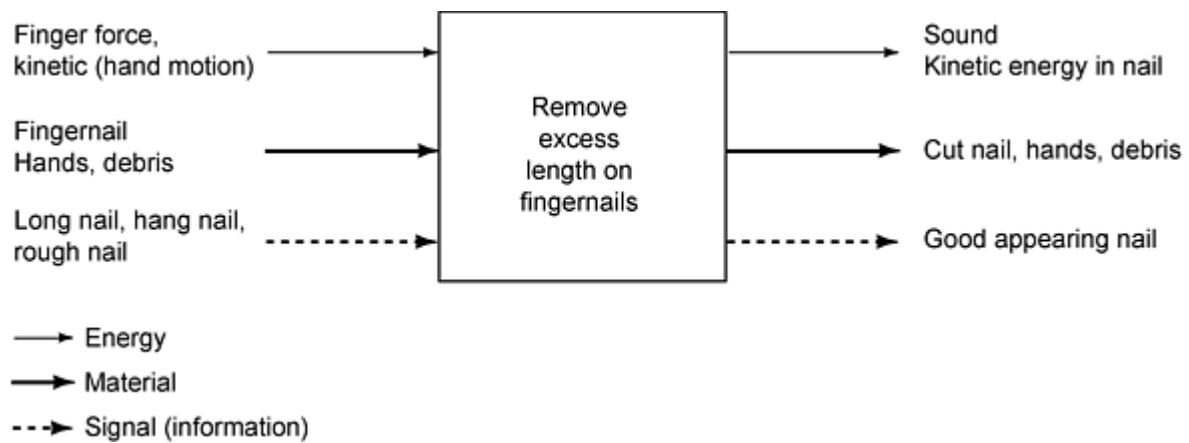 Finger force,
kinetic (hand motion)
Sound
Kinetic energy in nail
Remove
excess
length on
fingernails
Fingernail
Hands, debris
Cut nail, hands, debris
Long nail, hang nail,
rough nail
Good appearing nail
Energy
Material
Signal (information)